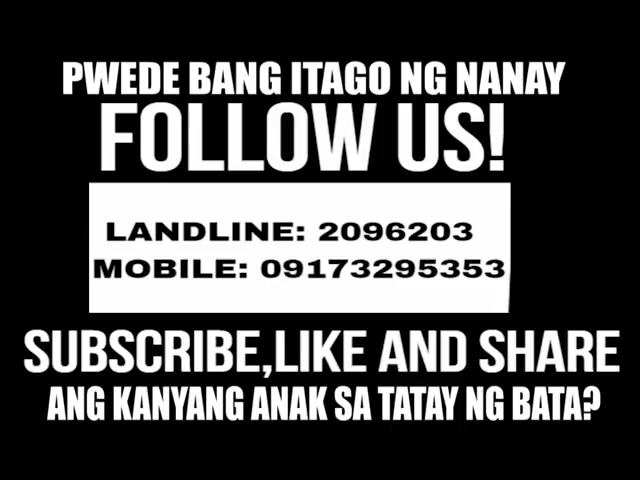 PWEDE BANG ITAGO NG NANAY
FOLLOW US!
LANDLINE: 2096203
MOBILE: 09173295353
SUBSCRIBE,LIKE AND SHARE
ANG KANYANG ANAK SA TATAY NG BATA?